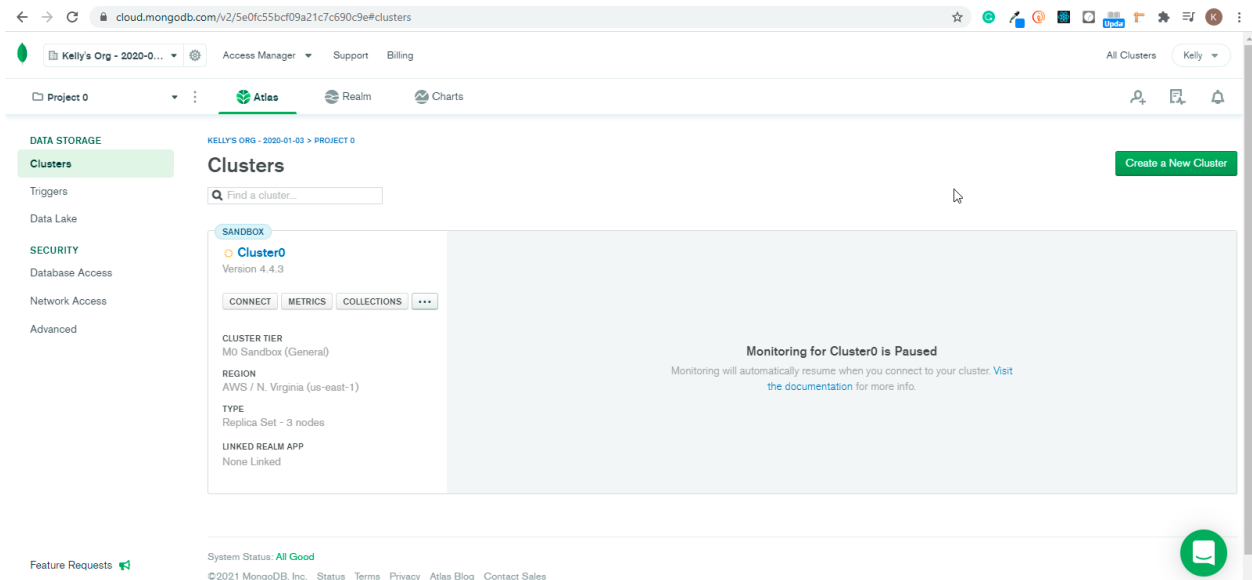 cloud.mongodb.com/v2/5e0fc55bcf09a21c7c690c9e#clusters
Update
K
Kelly's Org - 2020-0...
Access Manager
Support
Billing
All Clusters
Kelly
Project 0
Atlas
Realm
Charts
DATA STORAGE
Clusters
Triggers
Data Lake
SECURITY
Database Access
Network Access
Advanced
Feature Requests
KELLY'S ORG - 2020-01-03 > PROJECT 0
Clusters
Create a New Cluster
Find a cluster...
SANDBOX
Cluster0
Version 4.4.3
CONNECT
METRICS
COLLECTIONS
...
CLUSTER TIER
M0 Sandbox (General)
REGION
AWS / N. Virginia (us-east-1)
TYPE
Replica Set - 3 nodes
LINKED REALM APP
None Linked
Monitoring for Cluster0 is Paused
Monitoring will automatically resume when you connect to your cluster. Visit
the documentation for more info.
System Status: All Good
©2021 MongoDB, Inc. Status Terms Privacy Atlas Blog Contact Sales